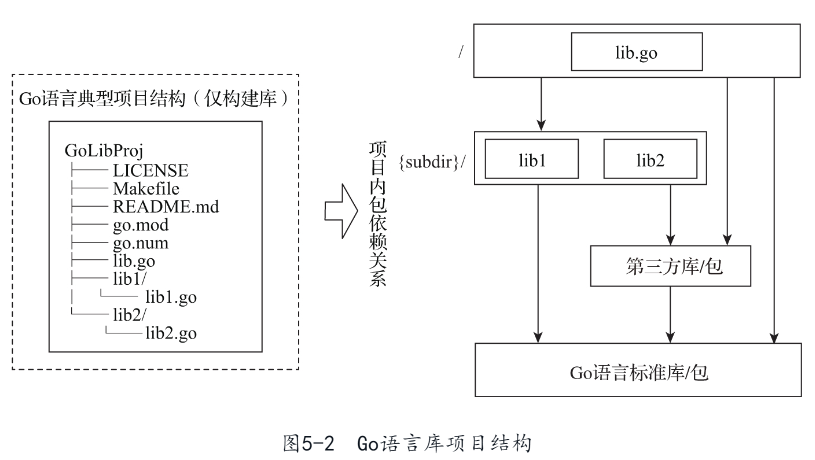 Go语言典型项目结构（仅构建库）
GoLibProj
LICENSE
Makefile
README.md
go.mod
go.num
lib.go
lib1/
lib1.go
lib2/
lib2.go
项目内包依赖关系
/
lib.go
{subdir}/
lib1
lib2
第三方库/包
Go语言标准库/包
图5-2 Go语言库项目结构